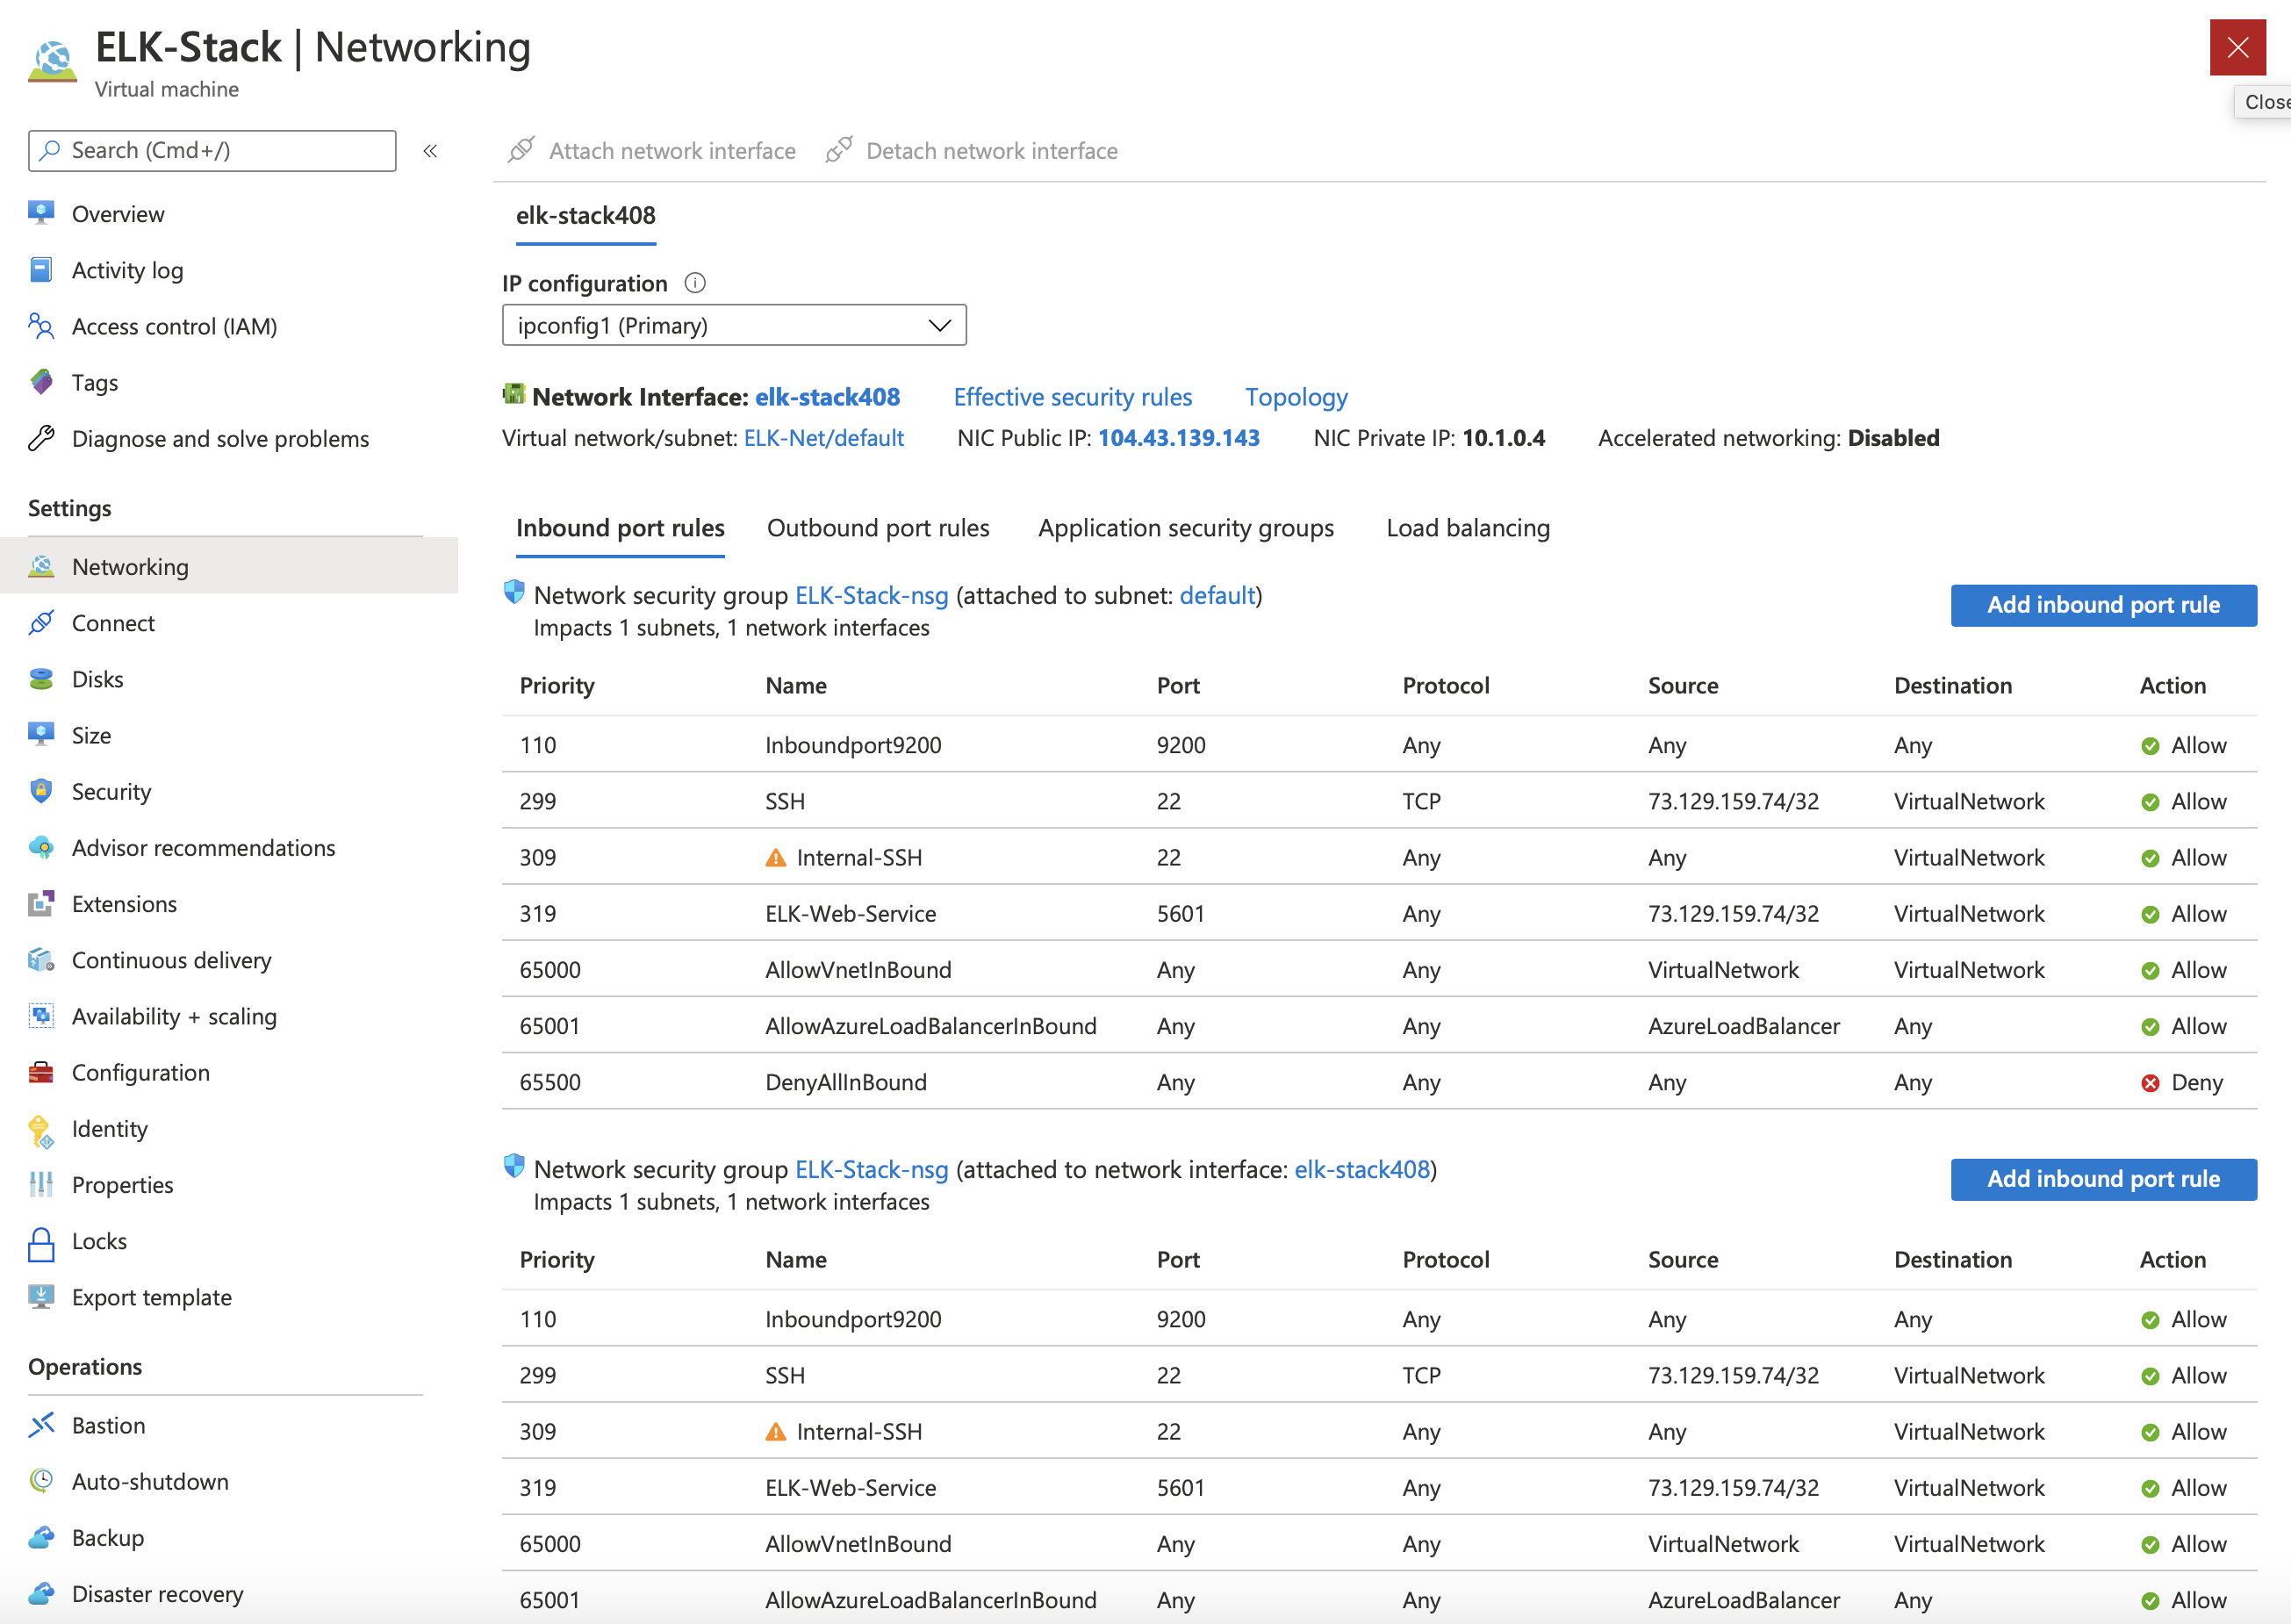 ELK-Stack | Networking
Virtual machine
Close
Search (Cmd+/)
«
Overview
Activity log
Access control (IAM)
Tags
Diagnose and solve problems
Settings
Networking
Connect
Disks
Size
Security
Advisor recommendations
Extensions
Continuous delivery
Availability + scaling
Configuration
Identity
Properties
Locks
Export template
Operations
Bastion
Auto-shutdown
Backup
Disaster recovery
Attach network interface Detach network interface
elk-stack408
IP configuration
ipconfig1 (Primary)
Network Interface: elk-stack408 Effective security rules Topology
Virtual network/subnet: ELK-Net/default NIC Public IP: 104.43.139.143 NIC Private IP: 10.1.0.4 Accelerated networking: Disabled
Inbound port rules Outbound port rules Application security groups Load balancing
Network security group ELK-Stack-nsg (attached to subnet: default)
Impacts 1 subnets, 1 network interfaces
Add inbound port rule
Priority Name Port Protocol Source Destination Action
110 Inboundport9200 9200 Any Any Any Allow
299 SSH 22 TCP 73.129.159.74/32 VirtualNetwork Allow
309 Internal-SSH 22 Any Any VirtualNetwork Allow
319 ELK-Web-Service 5601 Any 73.129.159.74/32 VirtualNetwork Allow
65000 AllowVnetInBound Any Any VirtualNetwork VirtualNetwork Allow
65001 AllowAzureLoadBalancerInBound Any Any AzureLoadBalancer Any Allow
65500 DenyAllInBound Any Any Any Any Deny
Network security group ELK-Stack-nsg (attached to network interface: elk-stack408)
Impacts 1 subnets, 1 network interfaces
Add inbound port rule
Priority Name Port Protocol Source Destination Action
110 Inboundport9200 9200 Any Any Any Allow
299 SSH 22 TCP 73.129.159.74/32 VirtualNetwork Allow
309 Internal-SSH 22 Any Any VirtualNetwork Allow
319 ELK-Web-Service 5601 Any 73.129.159.74/32 VirtualNetwork Allow
65000 AllowVnetInBound Any Any VirtualNetwork VirtualNetwork Allow
65001 AllowAzureLoadBalancerInBound Any Any AzureLoadBalancer Any Allow